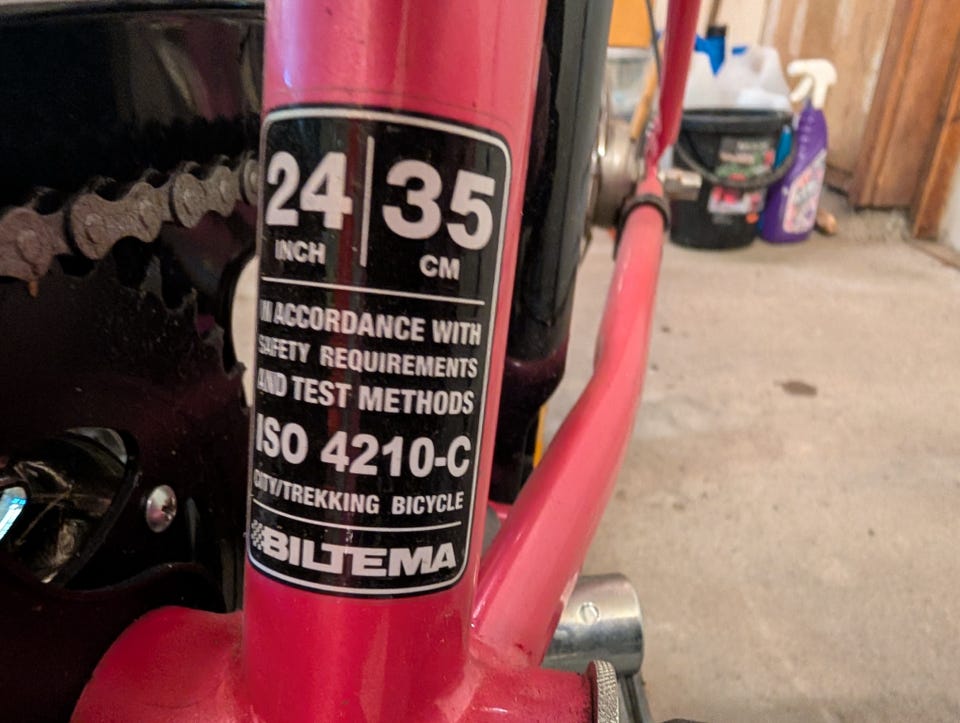 24 | 35
INCH CM
IN ACCORDANCE WITH
SAFETY REQUIREMENTS
AND TEST METHODS
ISO 4210-C
CITY/TREKKING BICYCLE
BILTEMA